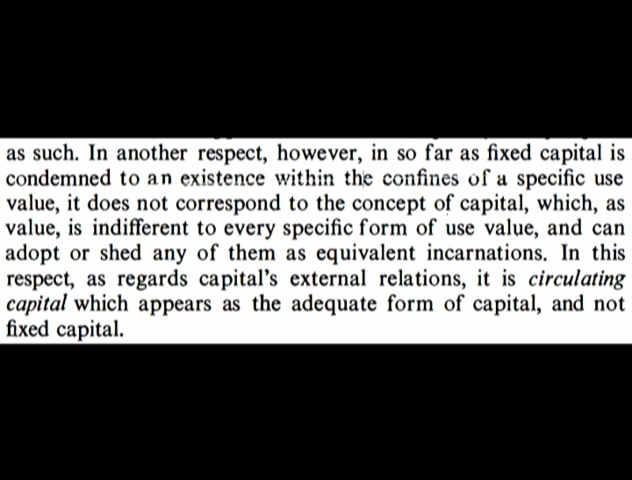 as such. In another respect, however, in so far as fixed capital is
condemned to an existence within the confines of a specific use
value, it does not correspond to the concept of capital, which, as
value, is indifferent to every specific form of use value, and can
adopt or shed any of them as equivalent incarnations. In this
respect, as regards capital's external relations, it is circulating
capital which appears as the adequate form of capital, and not
fixed capital.